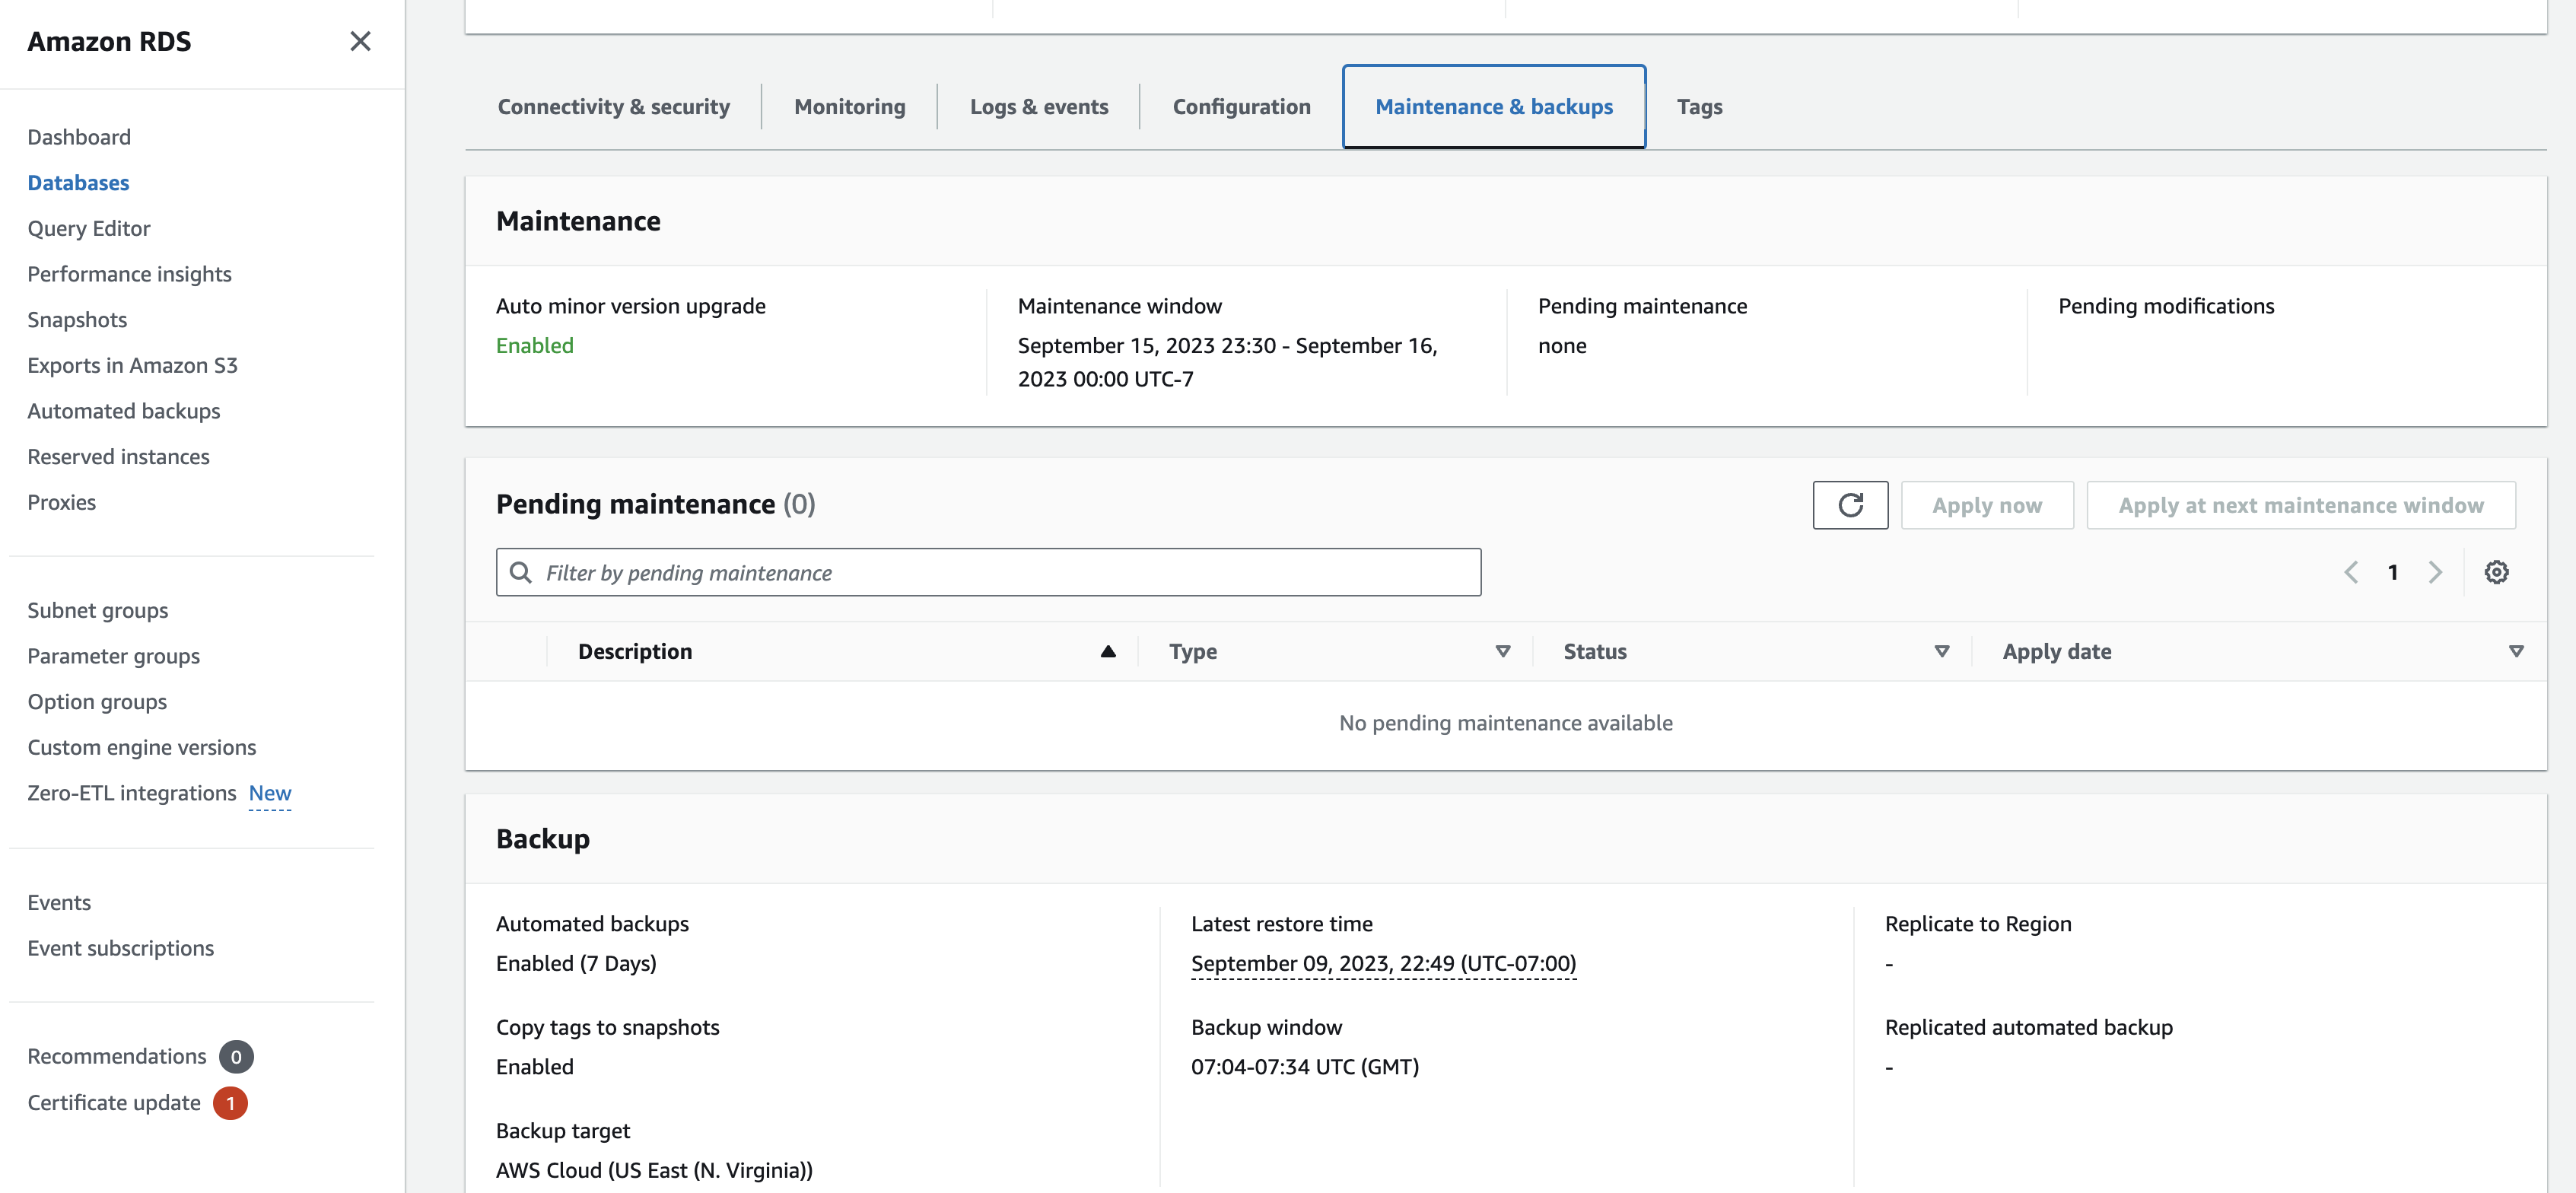 Amazon RDS
Dashboard
Databases
Query Editor
Performance insights
Snapshots
Exports in Amazon S3
Automated backups
Reserved instances
Proxies
Subnet groups
Parameter groups
Option groups
Custom engine versions
Zero-ETL integrations New
Events
Event subscriptions
Recommendations 0
Certificate update 1
Connectivity & security
Monitoring
Logs & events
Configuration
Maintenance & backups
Tags
Maintenance
Auto minor version upgrade
Enabled
Maintenance window
September 15, 2023 23:30 - September 16,
2023 00:00 UTC-7
Pending maintenance
none
Pending modifications
Pending maintenance (0)
Apply now
Apply at next maintenance window
Filter by pending maintenance
1
Description
Type
Status
Apply date
No pending maintenance available
Backup
Automated backups
Enabled (7 Days)
Copy tags to snapshots
Enabled
Backup target
AWS Cloud (US East (N. Virginia))
Latest restore time
September 09, 2023, 22:49 (UTC-07:00)
Backup window
07:04-07:34 UTC (GMT)
Replicate to Region
-
Replicated automated backup
-